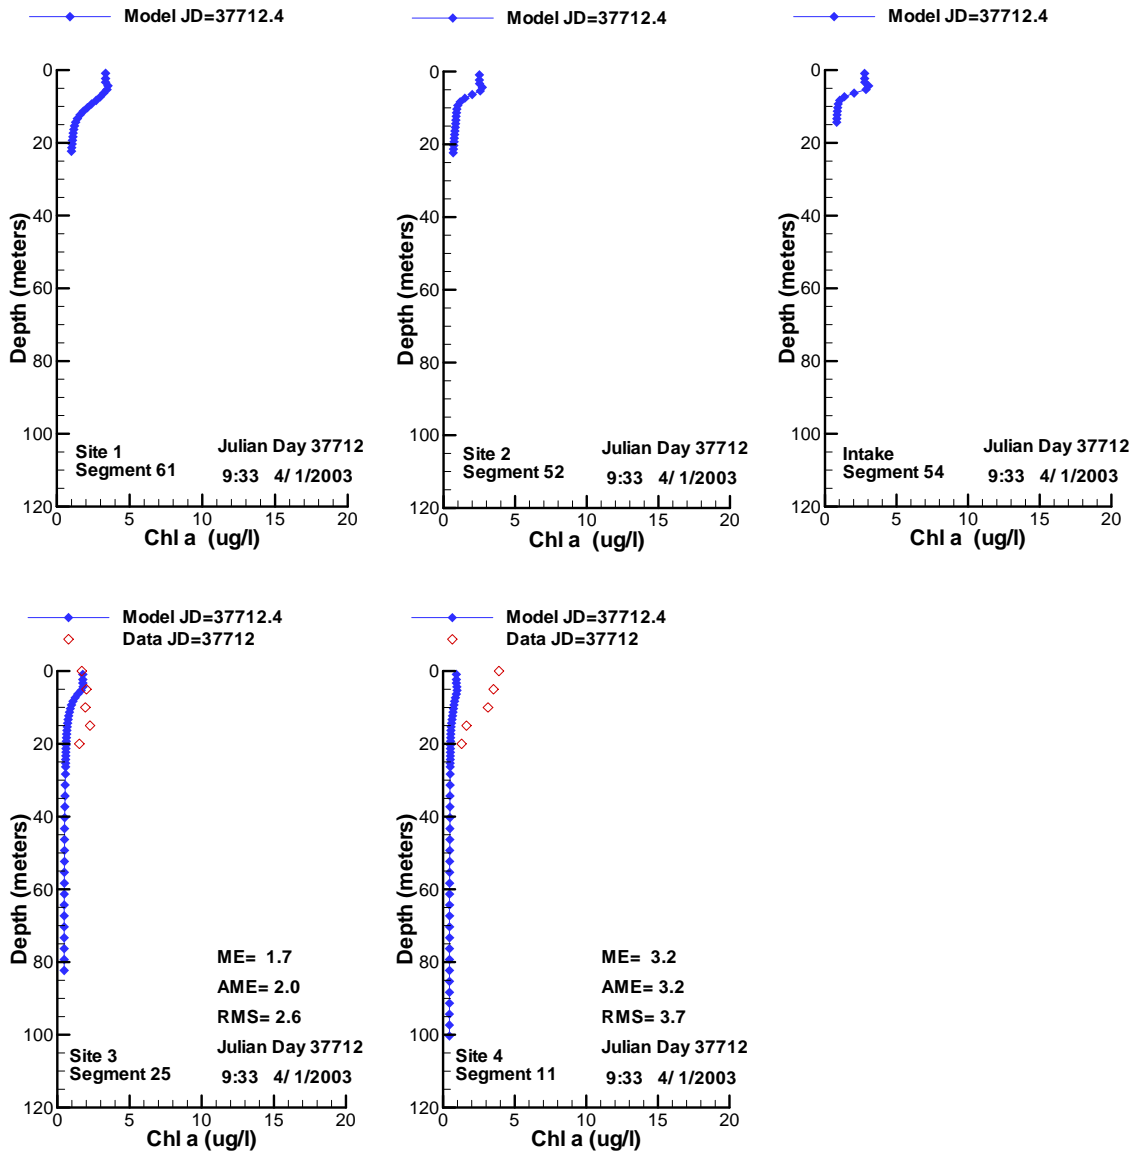 Model JD=37712.4
0
20
40
60
80
100
120
Depth (meters)
Site 1
Segment 61
Julian Day 37712
9:33 4/ 1/2003
0 5 10 15 20
Chl a (ug/l)
Model JD=37712.4
0
20
40
60
80
100
120
Depth (meters)
Site 2
Segment 52
Julian Day 37712
9:33 4/ 1/2003
0 5 10 15 20
Chl a (ug/l)
Model JD=37712.4
0
20
40
60
80
100
120
Depth (meters)
Intake
Segment 54
Julian Day 37712
9:33 4/ 1/2003
0 5 10 15 20
Chl a (ug/l)
Model JD=37712.4
Data JD=37712
0
20
40
60
80
100
120
Depth (meters)
ME= 1.7
AME= 2.0
RMS= 2.6
Site 3
Segment 25
Julian Day 37712
9:33 4/ 1/2003
0 5 10 15 20
Chl a (ug/l)
Model JD=37712.4
Data JD=37712
0
20
40
60
80
100
120
Depth (meters)
ME= 3.2
AME= 3.2
RMS= 3.7
Site 4
Segment 11
Julian Day 37712
9:33 4/ 1/2003
0 5 10 15 20
Chl a (ug/l)